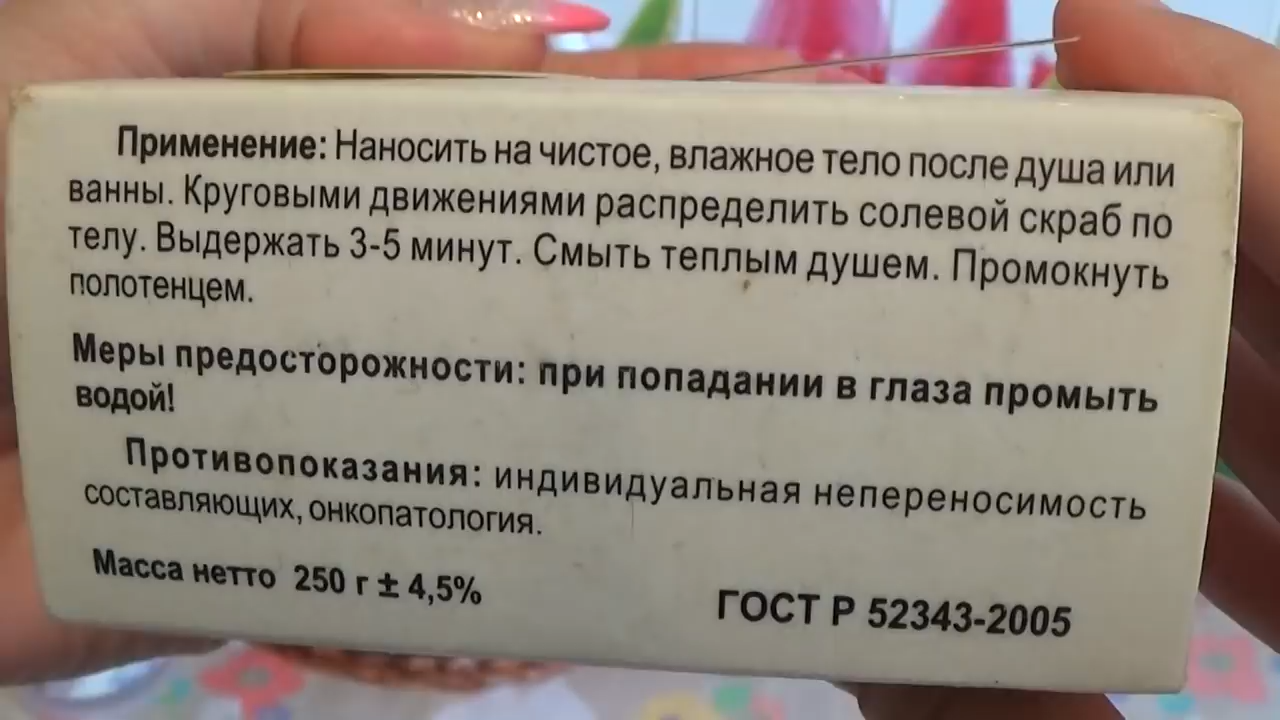 Применение: Наносить на чистое, влажное тело после душа или
ванны. Круговыми движениями распределить солевой скраб по
телу. Выдержать 3-5 минут. Смыть теплым душем. Промокнуть
полотенцем.
Меры предосторожности: при попадании в глаза промыть
водой!
Противопоказания: индивидуальная непереносимость
составляющих, онкопатология.
Масса нетто 250 г ± 4,5%
ГОСТ Р 52343-2005